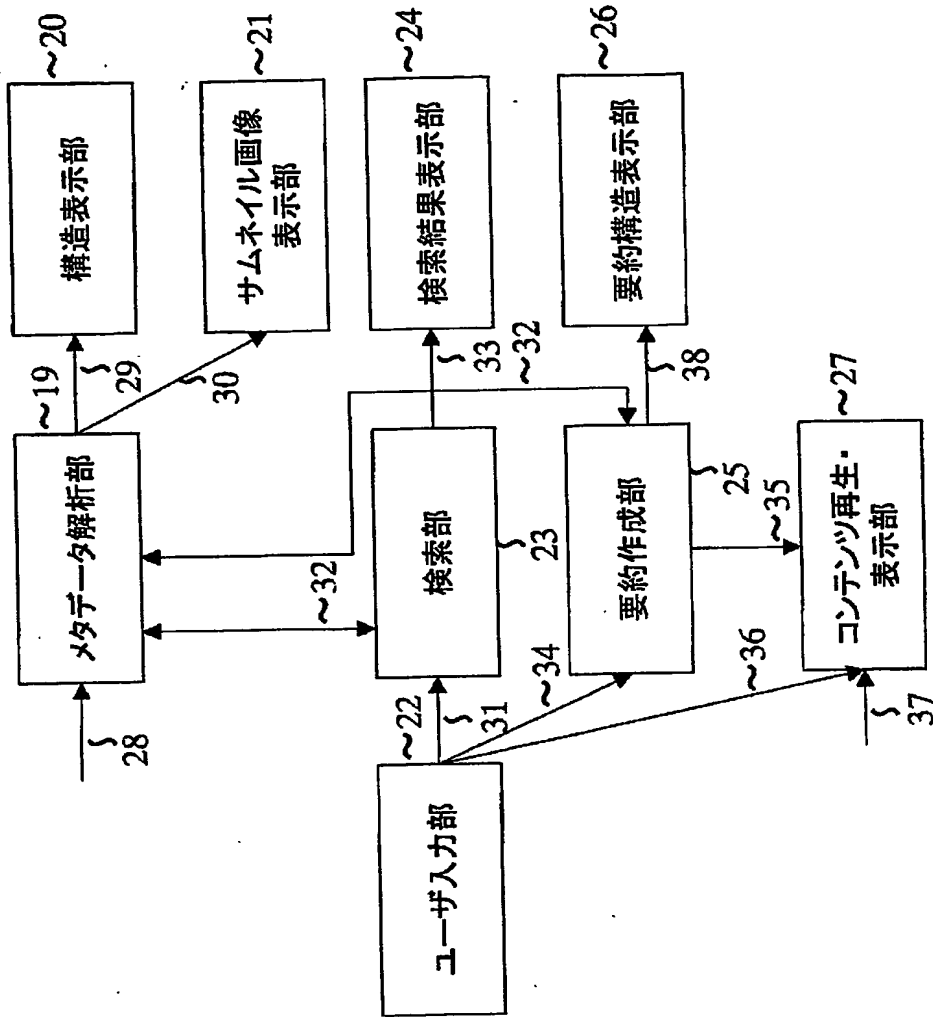 メタデータ解析部
~19
構造表示部
~20
サムネイル画像
表示部
~21
28
29
30
32
ユーザ入力部
~22
31
検索部
23
33
検索結果表示部
~24
~32
~34
要約作成部
25
38
要約構造表示部
~26
35
~36
コンテンツ再生・
表示部
~27
37